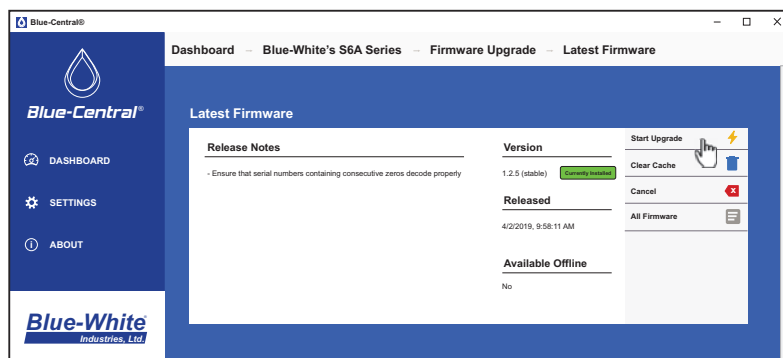 Blue-Central®
Dashboard → Blue-White's S6A Series → Firmware Upgrade → Latest Firmware
Blue-Central®
DASHBOARD
SETTINGS
ABOUT
Blue-White
Industries, Ltd.
Latest Firmware
Release Notes
- Ensure that serial numbers containing consecutive zeros decode properly
Version
1.2.5 (stable) Currently Installed
Released
4/2/2019, 9:58:11 AM
Available Offline
No
Start Upgrade
Clear Cache
Cancel
All Firmware